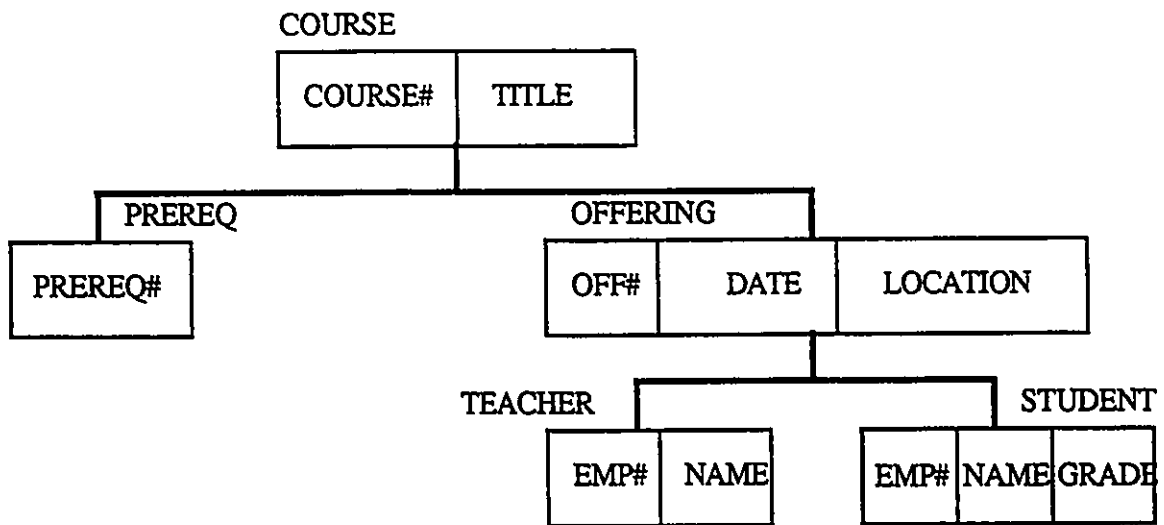 COURSE
COURSE# TITLE
PREREQ OFFERING
PREREQ# OFF# DATE LOCATION
TEACHER STUDENT
EMP# NAME EMP# NAME GRADE